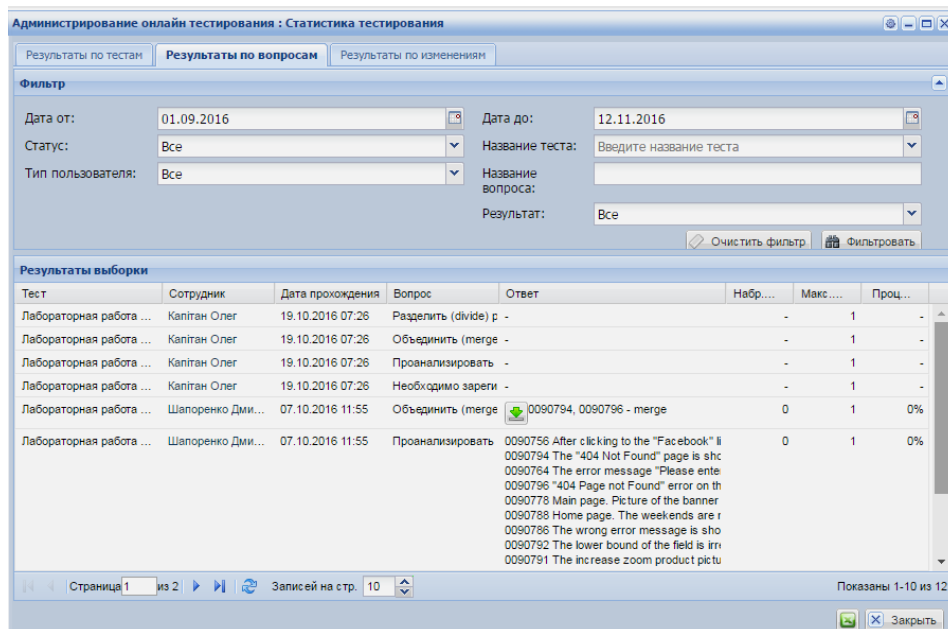 Администрирование онлайн тестирования : Статистика тестирования
Результаты по тестам Результаты по вопросам Результаты по изменениям
Фильтр
Дата от: 01.09.2016 Дата до: 12.11.2016
Статус: Все Название теста: Введите название теста
Тип пользователя: Все Название
вопроса:
Результат: Все
Очистить фильтр Фильтровать
Результаты выборки
Тест Сотрудник Дата прохождения Вопрос Ответ Набр.... Макс.... Проц...
Лабораторная работа ... Капітан Олег 19.10.2016 07:26 Разделить (divide) р - - 1 -
Лабораторная работа ... Капітан Олег 19.10.2016 07:26 Объединить (merge - - 1 -
Лабораторная работа ... Капітан Олег 19.10.2016 07:26 Проанализировать - - 1 -
Лабораторная работа ... Капітан Олег 19.10.2016 07:26 Необходимо зареги - - 1 -
Лабораторная работа ... Шапоренко Дми... 07.10.2016 11:55 Объединить (merge 0090794, 0090796 - merge 0 1 0%
Лабораторная работа ... Шапоренко Дми... 07.10.2016 11:55 Проанализировать 0090756 After clicking to the "Facebook" li 0 1 0%
0090794 The "404 Not Found" page is sho
0090764 The error message "Please ente
0090796 "404 Page not Found" error on th
0090778 Main page. Picture of the banner
0090788 Home page. The weekends are r
0090786 The wrong error message is sho
0090792 The lower bound of the field is irre
0090791 The increase zoom product pictu
Страница 1 из 2 Записей на стр. 10 Показаны 1-10 из 12
Закрыть